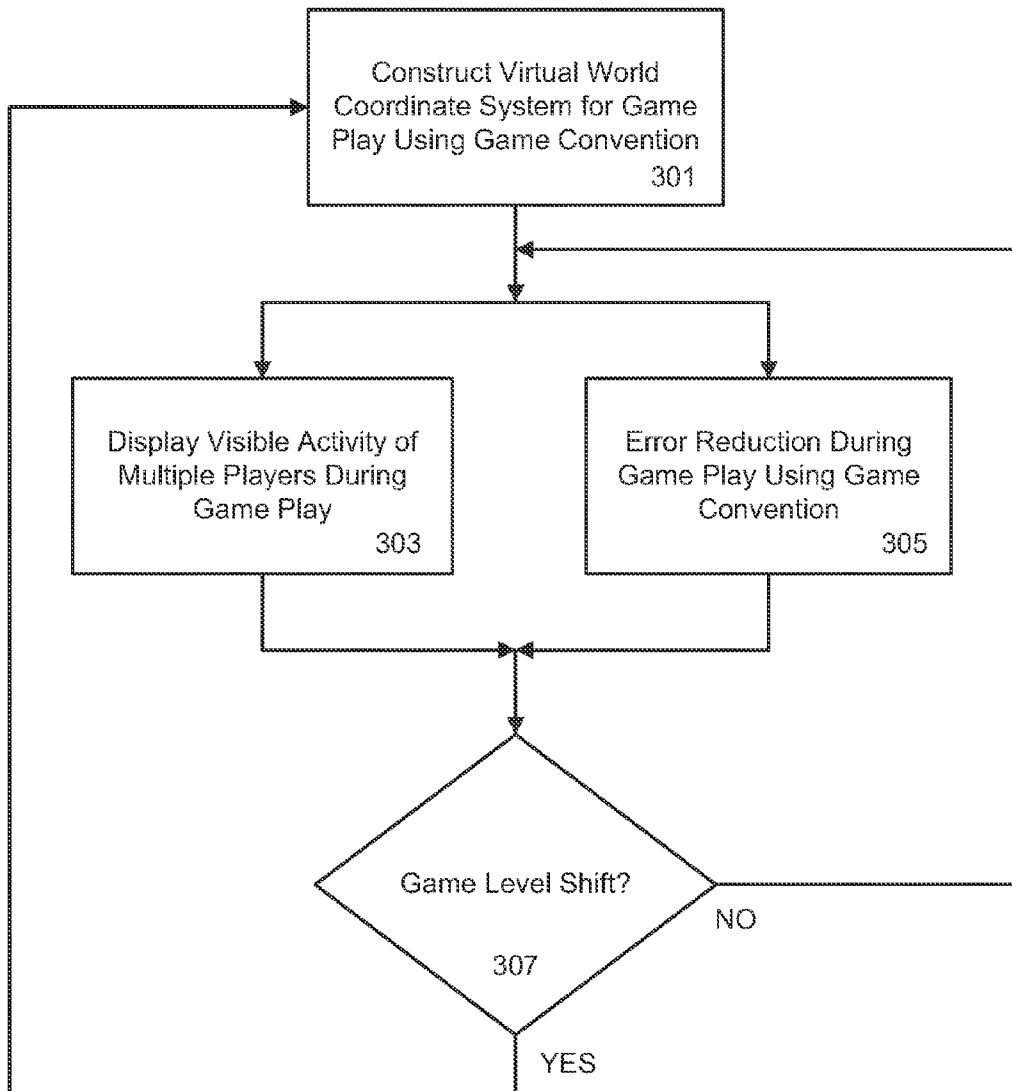 Construct Virtual World
Coordinate System for Game
Play Using Game Convention
301
Display Visible Activity of
Multiple Players During
Game Play
303
Error Reduction During
Game Play Using Game
Convention
305
Game Level Shift?
307
NO
YES